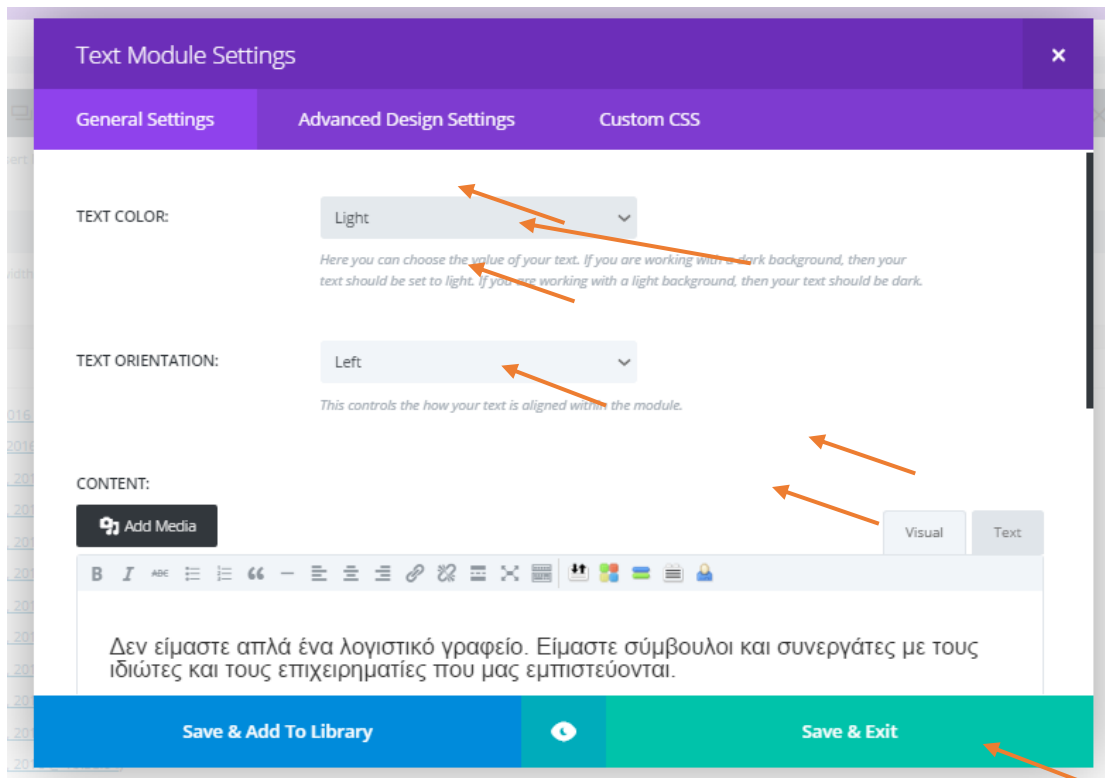 Text Module Settings
General Settings
Advanced Design Settings
Custom CSS
TEXT COLOR:
Light
Here you can choose the value of your text. If you are working with a dark background, then your
text should be set to light. If you are working with a light background, then your text should be dark.
TEXT ORIENTATION:
Left
This controls the how your text is aligned within the module.
CONTENT:
Add Media
Visual
Text
B I ABC
Δεν είμαστε απλά ένα λογιστικό γραφείο. Είμαστε σύμβουλοι και συνεργάτες με τους
ιδιώτες και τους επιχειρηματίες που μας εμπιστεύονται.
Save & Add To Library
Save & Exit